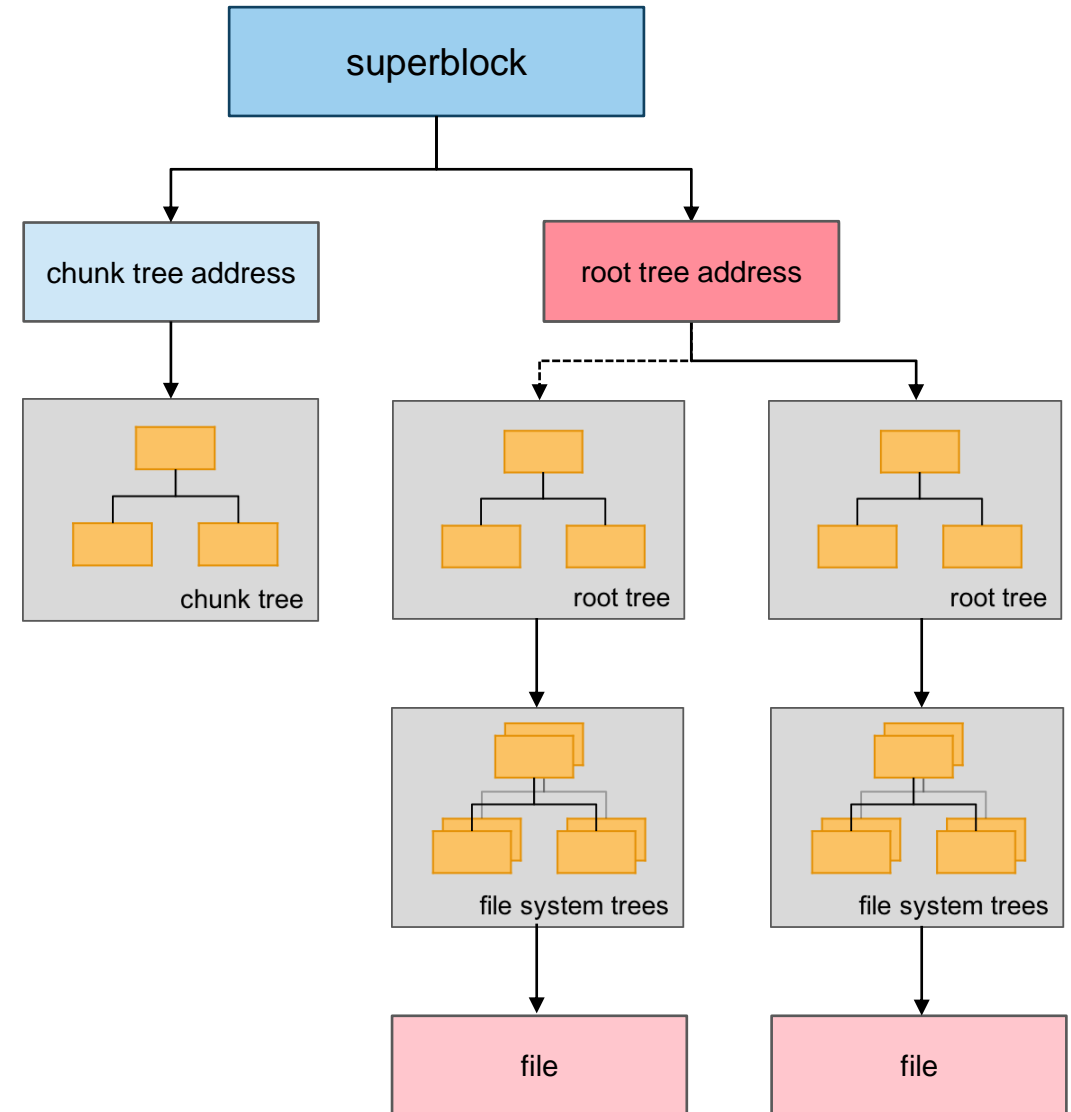 superblock
chunk tree address
root tree address
chunk tree
root tree
root tree
file system trees
file system trees
file
file